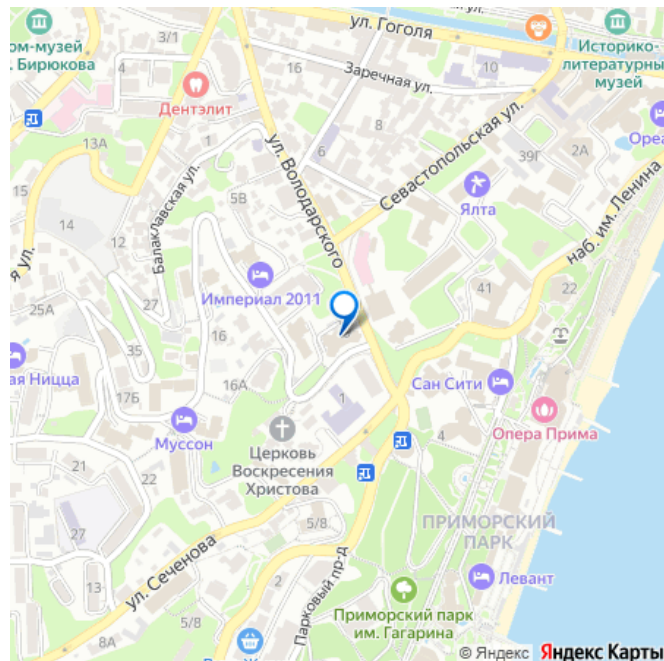 ул. Гоголя
ом-музей
. Бирюкова
3/1
4
16
Заречная ул.
10
Историко-
литературны
музей
Дентэлит
13А
1
8
6
Севастопольская ул.
39Г
2А
Ореа
ул. Володарского
Балаклавская ул.
5В
Ялта
15
14
12
наб. им. Ленина
я ул.
Империал 2011
41
22
25А
27
16
35
ая Ницца
16А
17Б
1
Сан Сити
Опера Прима
Муссон
Церковь
Воскресения
Христова
4
21
22
5/8
ПРИМОРСКИЙ
ПАРК
27
13
ул. Сеченова
Парковый пр-д
2
Левант
5/8
8А
Приморский парк
им. Гагарина
© Яндекс Яндекс Карты